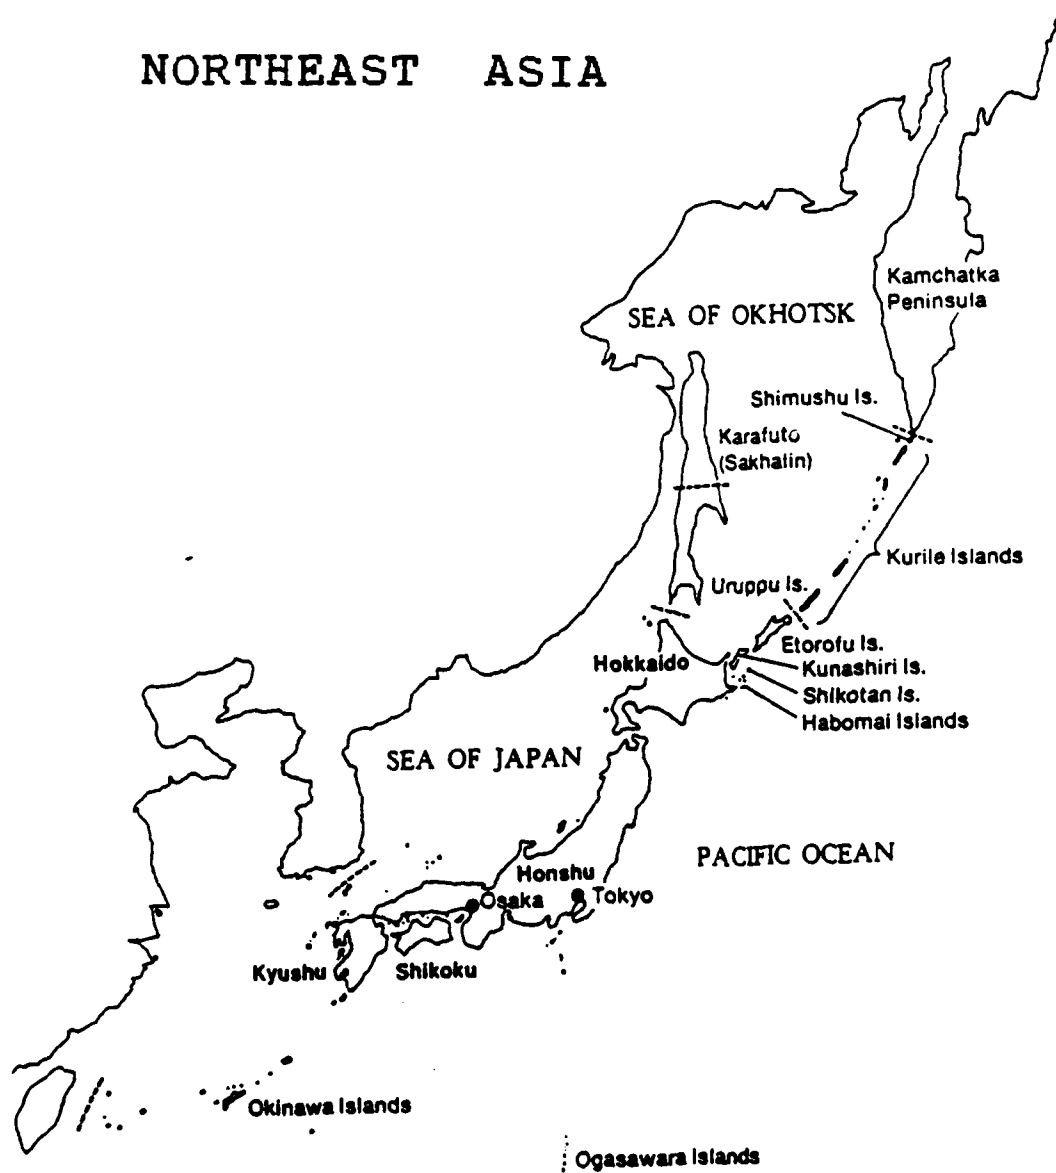 NORTHEAST ASIA
Kamchatka
Peninsula
SEA OF OKHOTSK
Shimushu Is.
Karafuto
(Sakhalin)
Kurile Islands
Uruppu Is.
Etorofu Is.
Hokkaido
Kunashiri Is.
Shikotan Is.
Habomai Islands
SEA OF JAPAN
PACIFIC OCEAN
Honshu
Osaka
Tokyo
Kyushu
Shikoku
Okinawa Islands
Ogasawara Islands